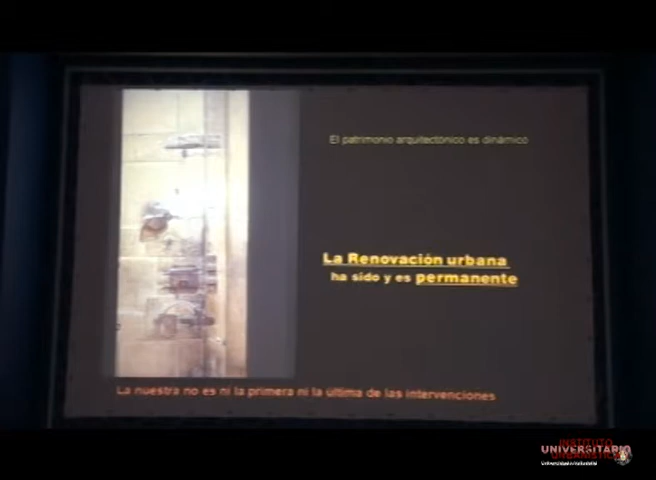 El patrimonio arquitectónico es dinámico
La Renovación urbana
ha sido y es permanente
La nuestra no es ni la primera ni la última de las intervenciones
INSTITUTO
UNIVERSITARIO